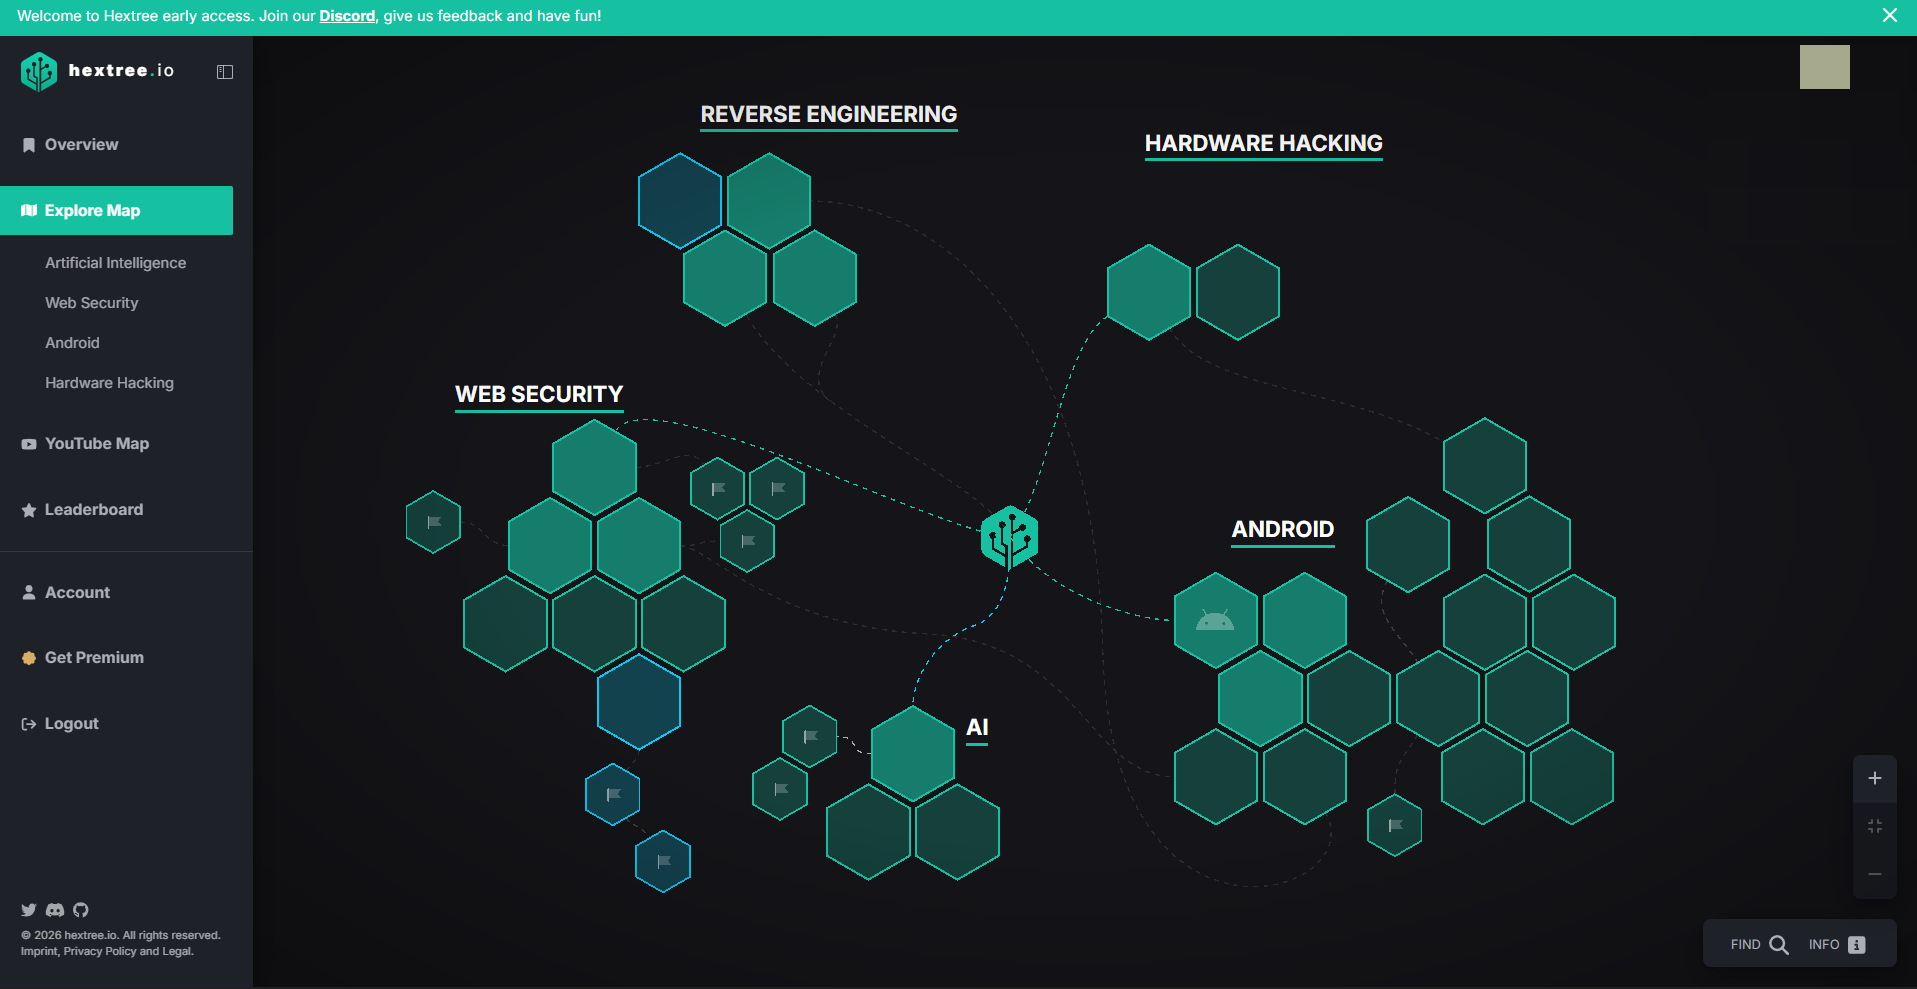 Welcome to Hextree early access. Join our Discord, give us feedback and have fun!
hextree.io
Overview
Explore Map
Artificial Intelligence
Web Security
Android
Hardware Hacking
YouTube Map
Leaderboard
Account
Get Premium
Logout
© 2026 hextree.io. All rights reserved.
Imprint, Privacy Policy and Legal.
REVERSE ENGINEERING
HARDWARE HACKING
WEB SECURITY
ANDROID
AI
FIND
INFO